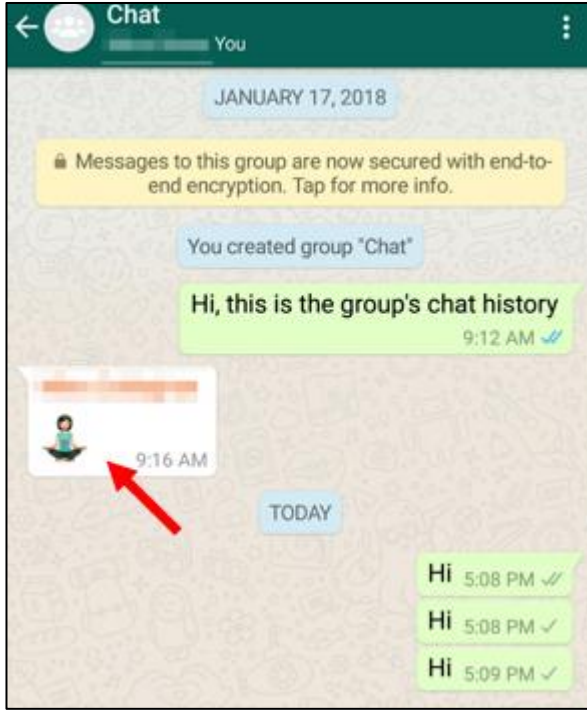 Chat
You
JANUARY 17, 2018
Messages to this group are now secured with end-to-
end encryption. Tap for more info.
You created group "Chat"
Hi, this is the group's chat history
9:12 AM
9:16 AM
TODAY
Hi 5:08 PM
Hi 5:08 PM
Hi 5:09 PM